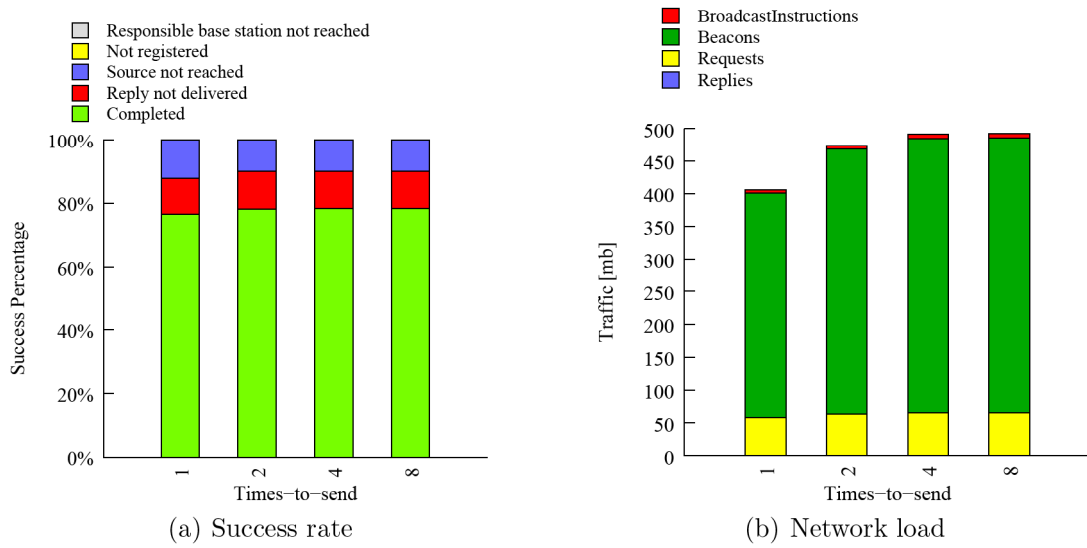 Responsible base station not reached
Not registered
Source not reached
Reply not delivered
Completed
100%
80%
60%
40%
20%
0%
Success Percentage
1 2 4 8
Times−to−send
(a) Success rate
BroadcastInstructions
Beacons
Requests
Replies
500
450
400
350
300
250
200
150
100
50
0
Traffic [mb]
1 2 4 8
Times−to−send
(b) Network load